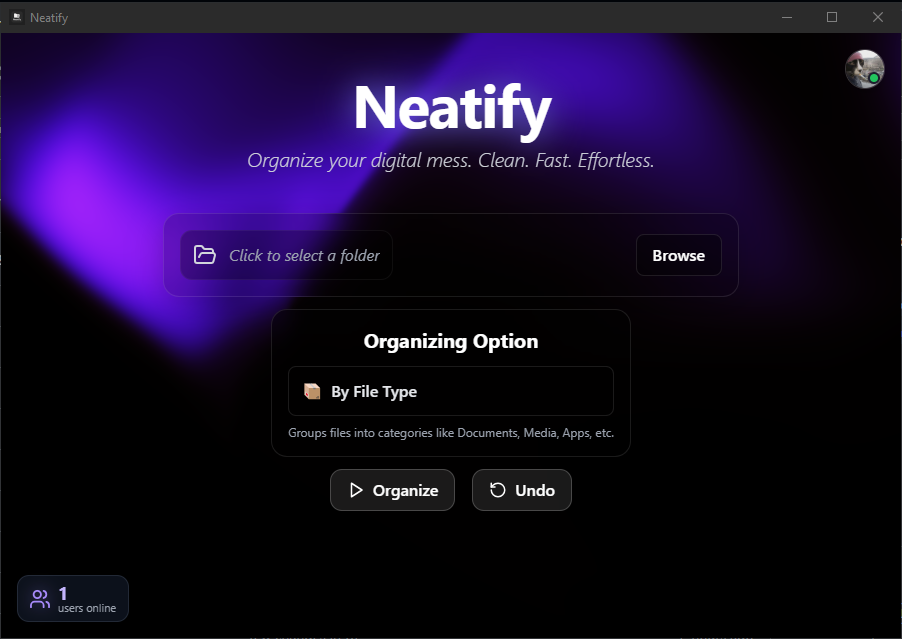 Neatify
Neatify
Organize your digital mess. Clean. Fast. Effortless.
Click to select a folder
Browse
Organizing Option
By File Type
Groups files into categories like Documents, Media, Apps, etc.
Organize
Undo
1
users online